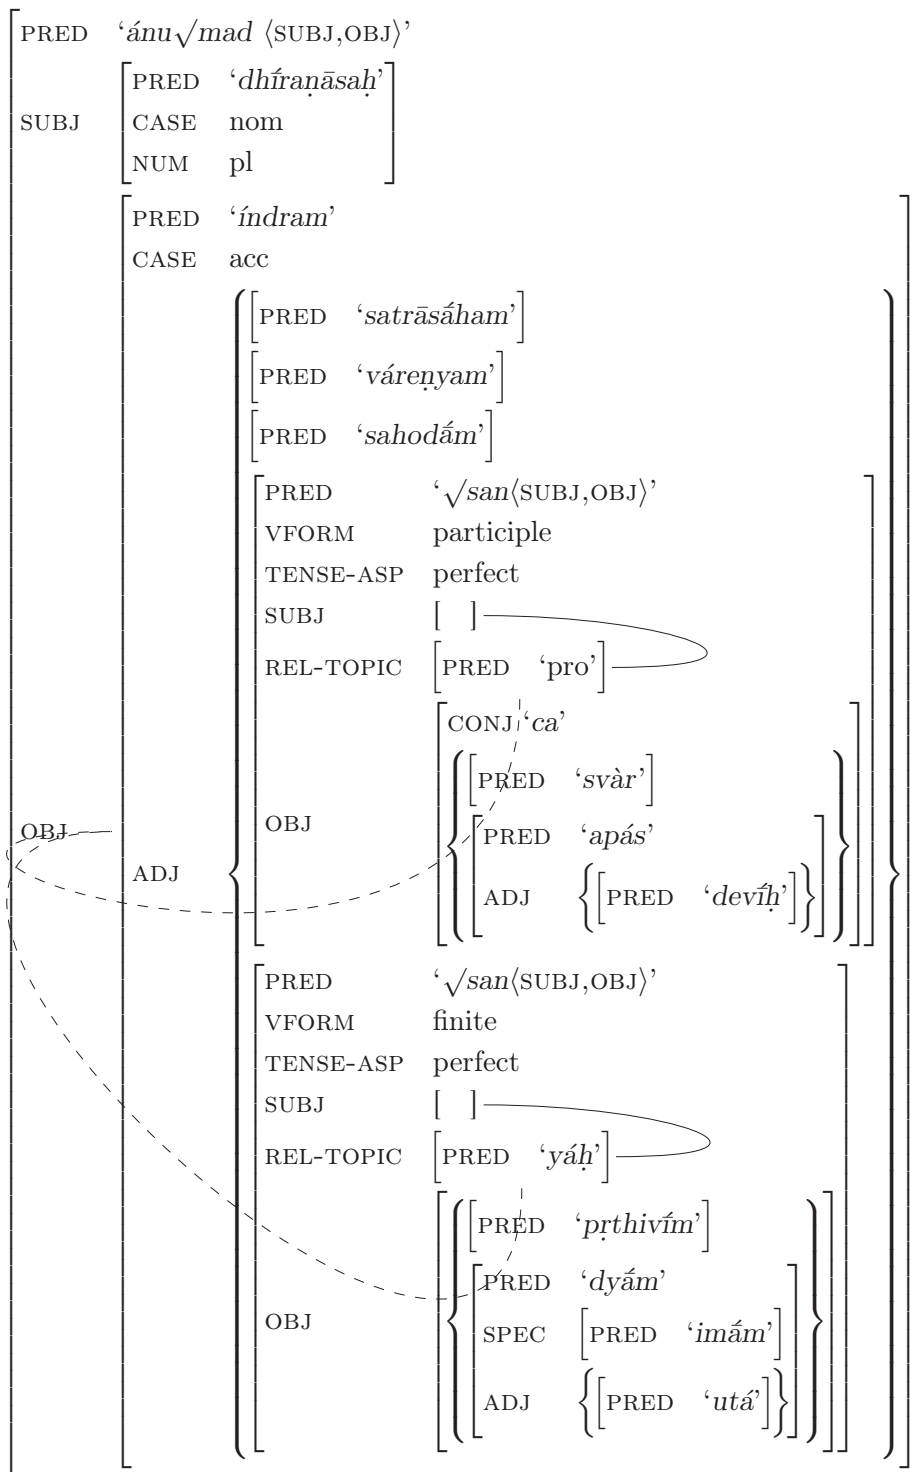 PRED ‘ánu√mad ⟨SUBJ,OBJ⟩’
PRED ‘dhī́raṇāsaḥ’
SUBJ CASE nom
NUM pl
PRED ‘índram’
CASE acc
[PRED ‘satrāsā́ham’]
[PRED ‘váreṇyam’]
[PRED ‘sahodā́m’]
PRED ‘√san⟨SUBJ,OBJ⟩’
VFORM participle
TENSE-ASP perfect
SUBJ [ ]
REL-TOPIC [PRED ‘pro’]
CONJ ‘ca’
[PRED ‘svàr’]
OBJ OBJ
PRED ‘apás’
ADJ
ADJ {[PRED ‘devī́ḥ’]}
PRED ‘√san⟨SUBJ,OBJ⟩’
VFORM finite
TENSE-ASP perfect
SUBJ [ ]
REL-TOPIC [PRED ‘yáḥ’]
[PRED ‘pṛthivī́m’]
PRED ‘dyā́m’
OBJ SPEC [PRED ‘imā́m’]
ADJ {[PRED ‘utá’]}